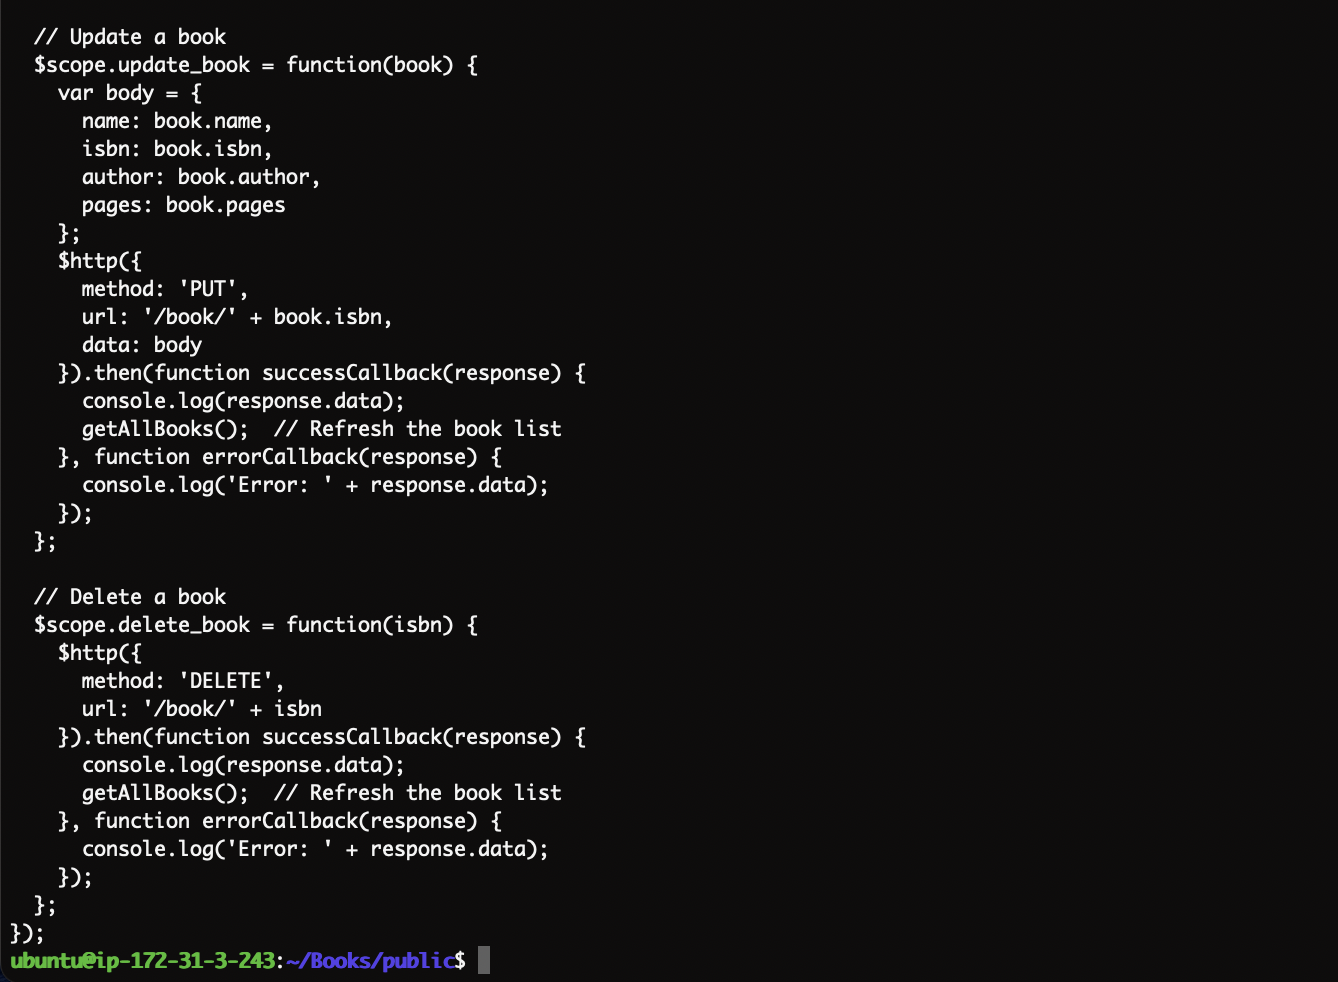 // Update a book
$scope.update_book = function(book) {
var body = {
name: book.name,
isbn: book.isbn,
author: book.author,
pages: book.pages
};
$http({
method: 'PUT',
url: '/book/' + book.isbn,
data: body
}).then(function successCallback(response) {
console.log(response.data);
getAllBooks();  // Refresh the book list
}, function errorCallback(response) {
console.log('Error: ' + response.data);
});
};
// Delete a book
$scope.delete_book = function(isbn) {
$http({
method: 'DELETE',
url: '/book/' + isbn
}).then(function successCallback(response) {
console.log(response.data);
getAllBooks();  // Refresh the book list
}, function errorCallback(response) {
console.log('Error: ' + response.data);
});
};
});
ubuntu@ip-172-31-3-243:~/Books/public$